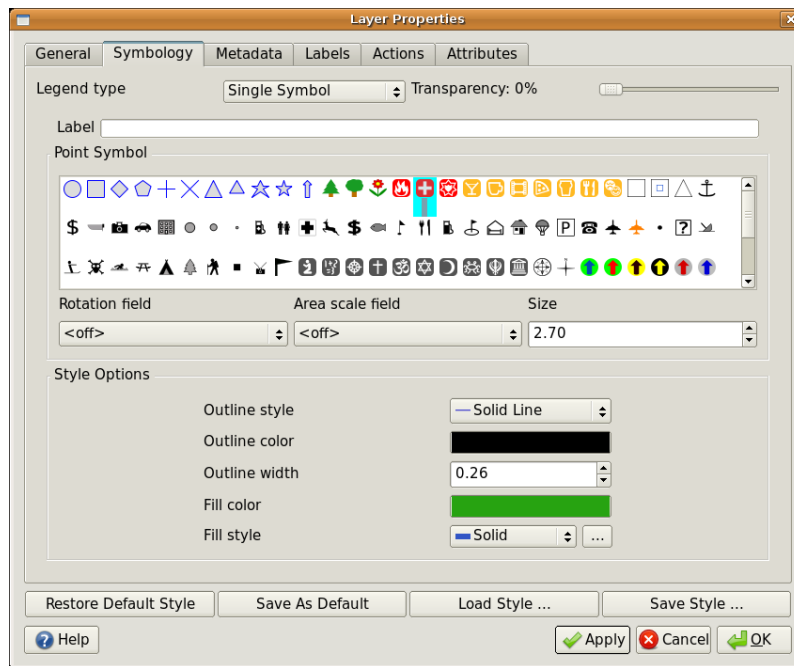 Layer Properties
General Symbology Metadata Labels Actions Attributes
Legend type Single Symbol Transparency: 0%
Label
Point Symbol
$ $ P ?
Rotation field Area scale field Size
<off> <off> 2.70
Style Options
Outline style Solid Line
Outline color
Outline width 0.26
Fill color
Fill style Solid ...
Restore Default Style Save As Default Load Style ... Save Style ...
Help Apply Cancel OK